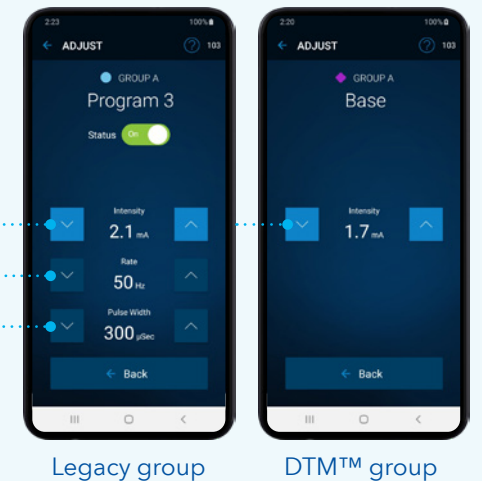 2:23 100%
← ADJUST ? 103
GROUP A
Program 3
Status On
Intensity
2.1 mA
Rate
50 Hz
Pulse Width
300 µSec
← Back
Legacy group
2:20 100%
← ADJUST ? 103
GROUP A
Base
Intensity
1.7 mA
← Back
DTM™ group